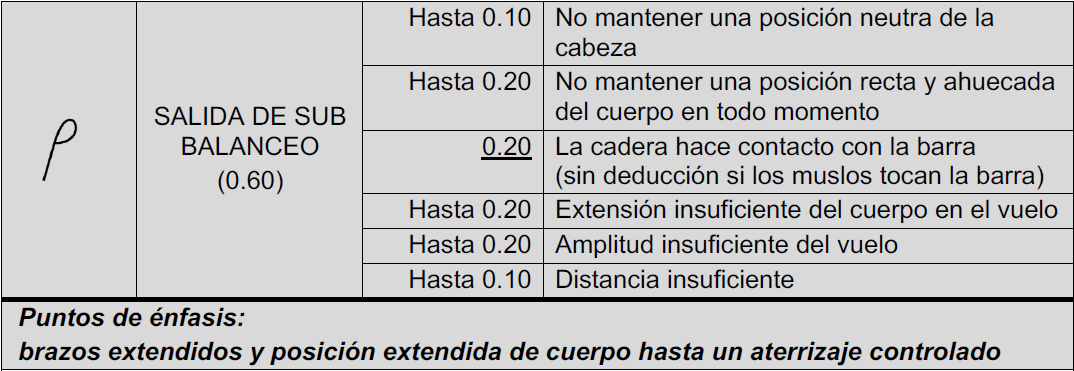 SALIDA DE SUB
BALANCEO
(0.60)
Hasta 0.10 No mantener una posición neutra de la
cabeza
Hasta 0.20 No mantener una posición recta y ahuecada
del cuerpo en todo momento
0.20 La cadera hace contacto con la barra
(sin deducción si los muslos tocan la barra)
Hasta 0.20 Extensión insuficiente del cuerpo en el vuelo
Hasta 0.20 Amplitud insuficiente del vuelo
Hasta 0.10 Distancia insuficiente
Puntos de énfasis:
brazos extendidos y posición extendida de cuerpo hasta un aterrizaje controlado